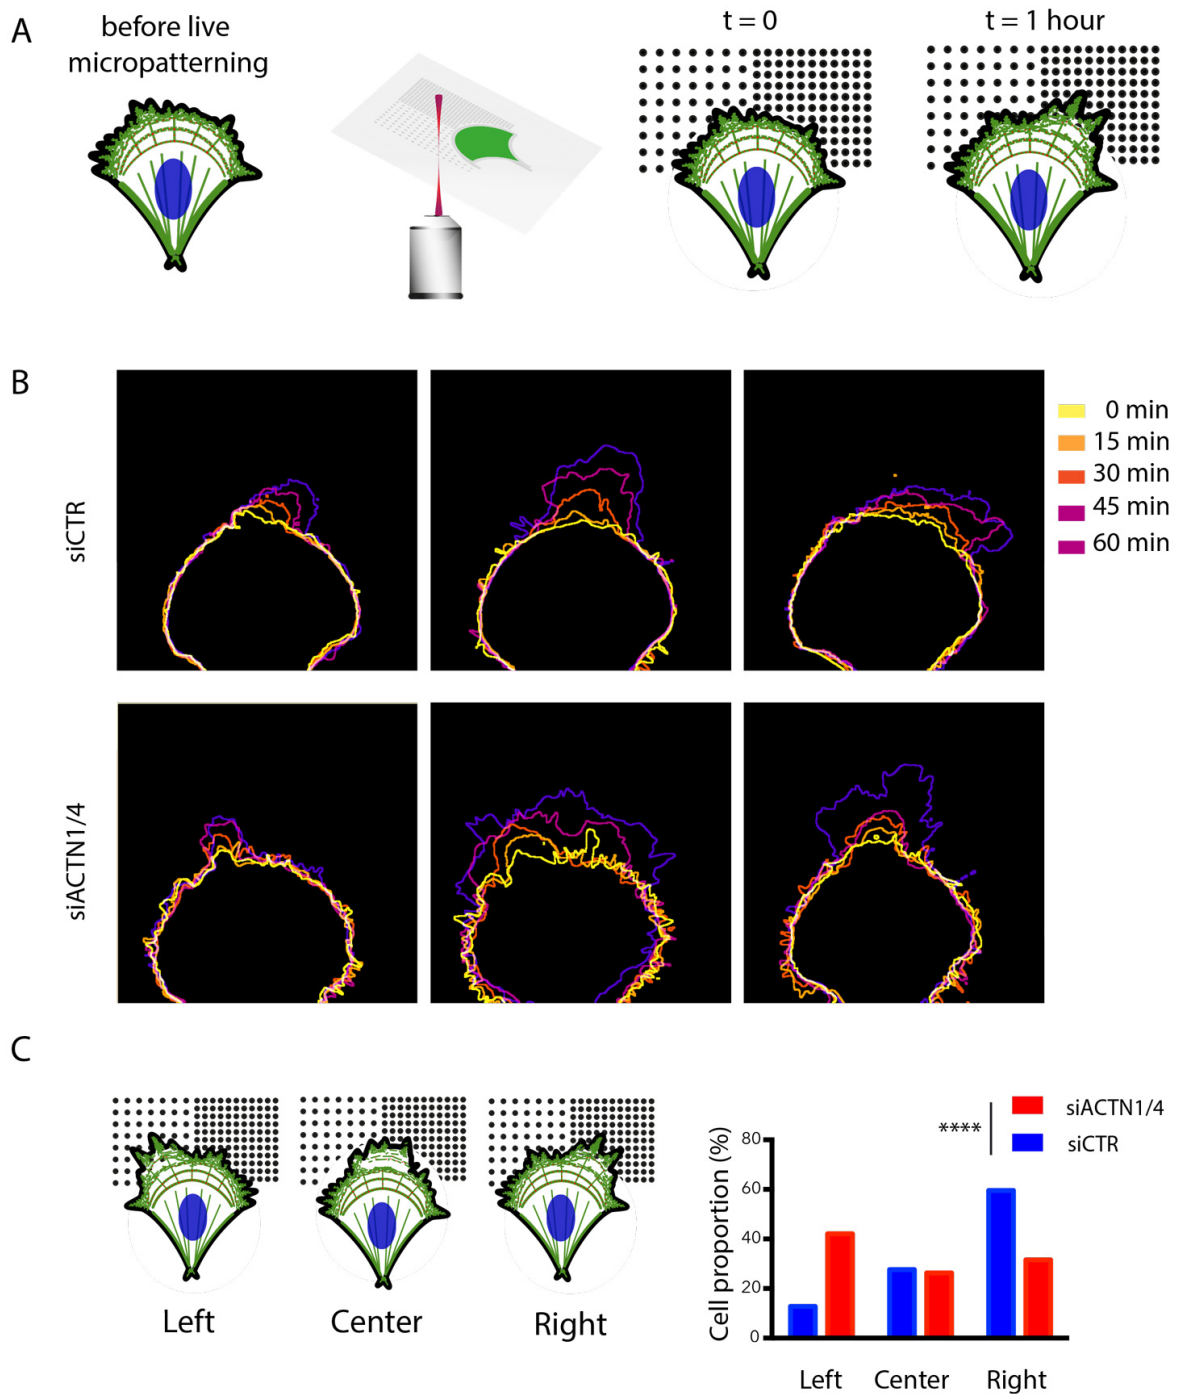 A
before live
micropatterning
t = 0
t = 1 hour
B
siCTR
siACTN1/4
0 min
15 min
30 min
45 min
60 min
C
Left
Center
Right
Cell proportion (%)
80
60
40
20
0
****
siACTN1/4
siCTR
Left
Center
Right